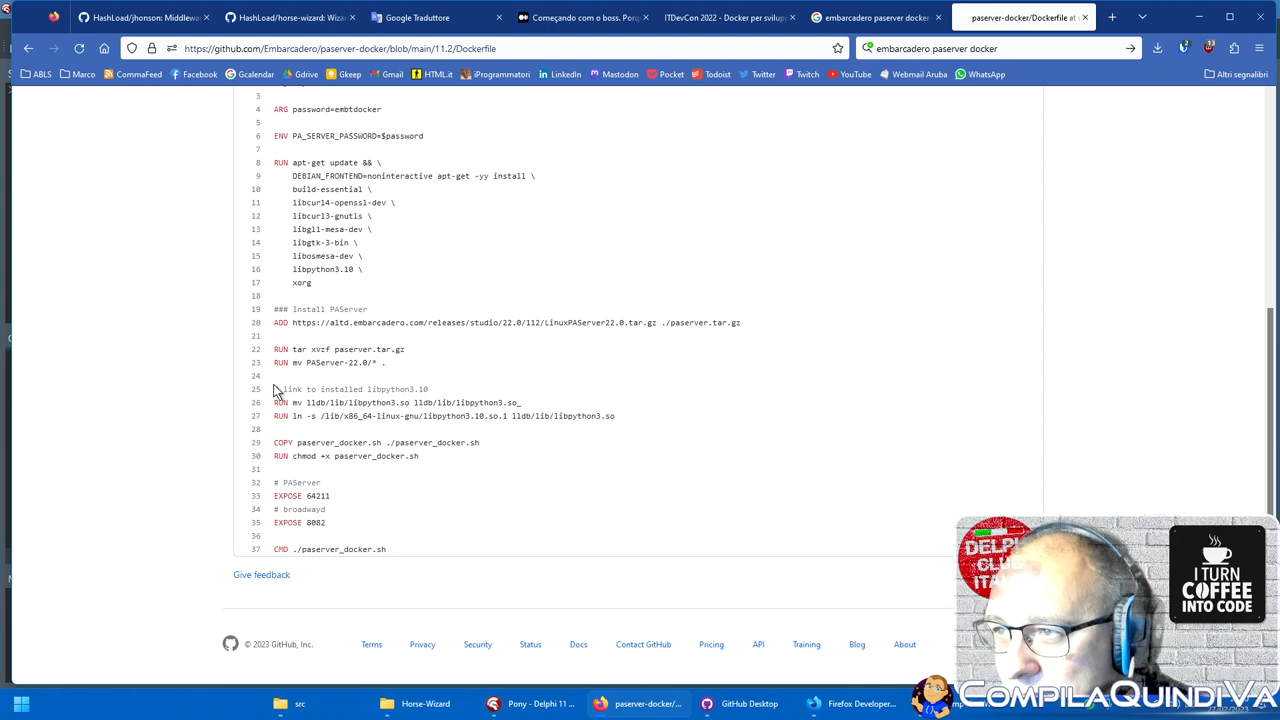 HashLoad/jhonson: Middlewa
HashLoad/horse-wizard: Wizar
Google Traduttore
Começando com o boss. Porq
ITDevCon 2022 - Docker per svilup
embarcadero paserver docker
paserver-docker/Dockerfile at
https://github.com/Embarcadero/paserver-docker/blob/main/11.2/Dockerfile
embarcadero paserver docker
ABLS
Marco
CommaFeed
Facebook
Gcalendar
Gdrive
Gkeep
Gmail
HTML.it
iProgrammatori
LinkedIn
Mastodon
Pocket
Todoist
Twitter
Twitch
YouTube
Webmail Aruba
WhatsApp
Altri segnalibri
3
4 ARG password=embtdocker
5
6 ENV PA_SERVER_PASSWORD=$password
7
8 RUN apt-get update && \
9 DEBIAN_FRONTEND=noninteractive apt-get -yy install \
10 build-essential \
11 libcurl4-openssl-dev \
12 libcurl3-gnutls \
13 libgl1-mesa-dev \
14 libgtk-3-bin \
15 libosmesa-dev \
16 libpython3.10 \
17 xorg
18
19 ### Install PAServer
20 ADD https://altd.embarcadero.com/releases/studio/22.0/112/LinuxPAServer22.0.tar.gz ./paserver.tar.gz
21
22 RUN tar xvzf paserver.tar.gz
23 RUN mv PAServer-22.0/* .
24
25 link to installed libpython3.10
26 RUN mv lldb/lib/libpython3.so lldb/lib/libpython3.so_
27 RUN ln -s /lib/x86_64-linux-gnu/libpython3.10.so.1 lldb/lib/libpython3.so
28
29 COPY paserver_docker.sh ./paserver_docker.sh
30 RUN chmod +x paserver_docker.sh
31
32 # PAServer
33 EXPOSE 64211
34 # broadwayd
35 EXPOSE 8082
36
37 CMD ./paserver_docker.sh
Give feedback
© 2023 GitHub, Inc.
Terms
Privacy
Security
Status
Docs
Contact GitHub
Pricing
API
Training
Blog
About
DELPHI
CLUB
ITA
I TURN
COFFEE
INTO CODE
CompilaQuindiVa
src
Horse-Wizard
Pony - Delphi 11 ...
paserver-docker/...
GitHub Desktop
Firefox Developer...